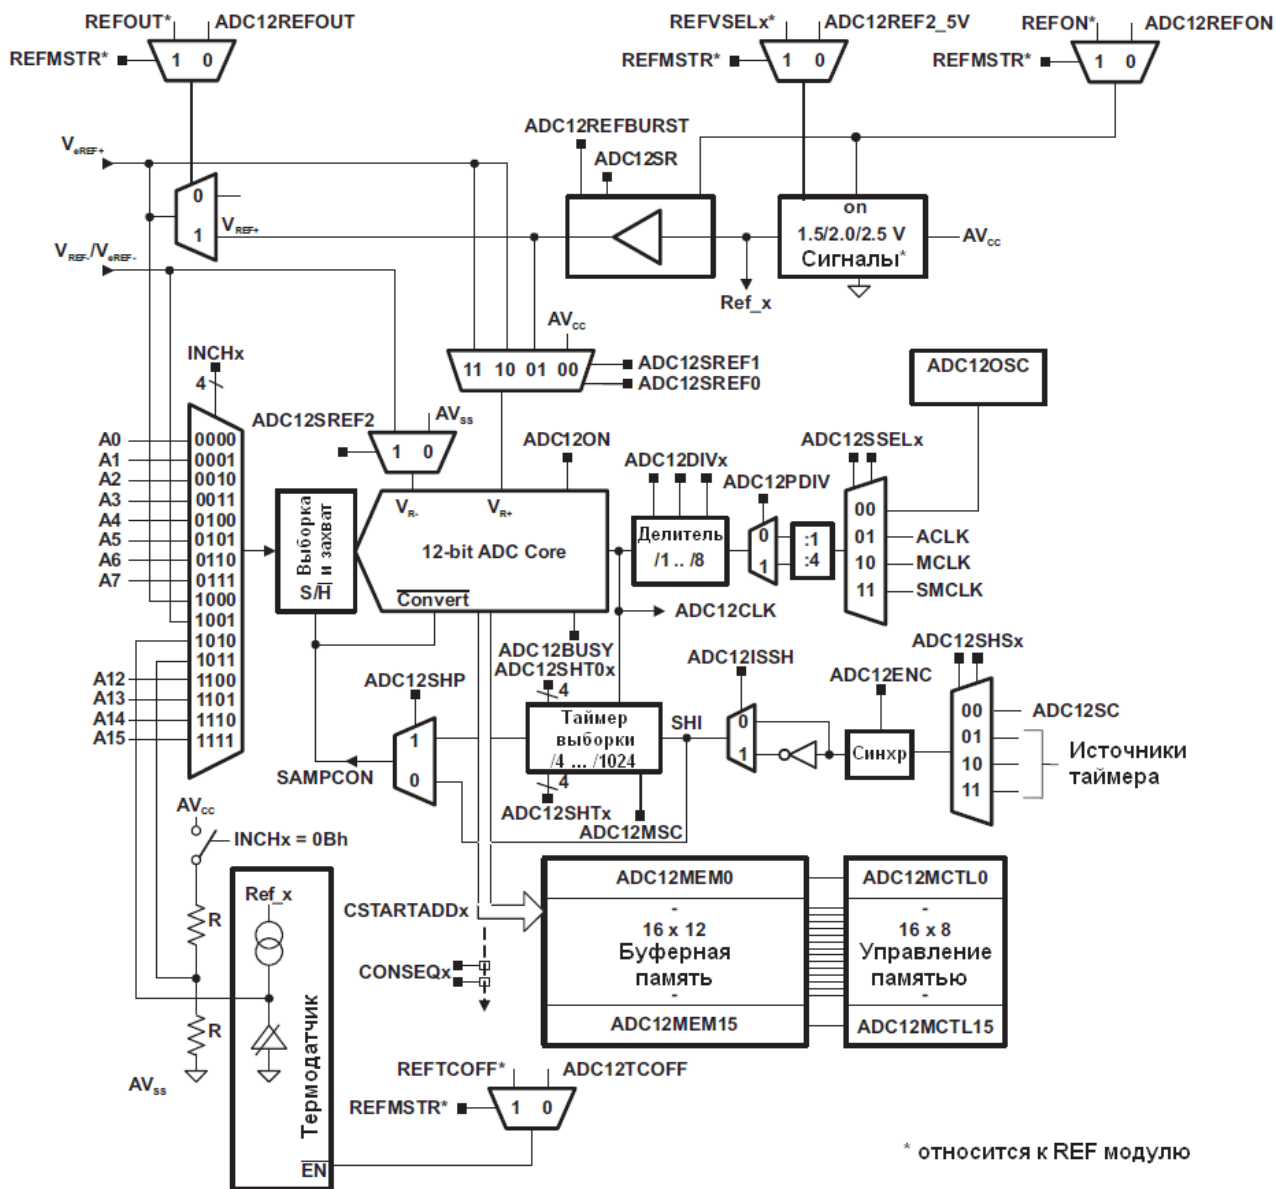 REFOUT* ADC12REFOUT
REFVSELx* ADC12REF2_5V
REFON* ADC12REFON
REFMSTR* 1 0
REFMSTR* 1 0
REFMSTR* 1 0
ADC12REFBURST
ADC12SR
VeREF+
0
1
VREF+
on
1.5/2.0/2.5 V
Сигналы*
AVcc
VREF-/VeREF-
Ref_x
AVcc
INCHx
4
11 10 01 00
ADC12SREF1
ADC12SREF0
ADC12OSC
ADC12SREF2
AVss
1 0
ADC12ON
ADC12DIVx
ADC12PDIV
ADC12SSELx
A0 0000
A1 0001
A2 0010
A3 0011
A4 0100
A5 0101
A6 0110
A7 0111
1000
1001
1010
1011
A12 1100
A13 1101
A14 1110
A15 1111
Выборка
и захват
S/H
VR-
VR+
12-bit ADC Core
Convert
Делитель
/1 .. /8
0
1
:1
:4
00
01
10
11
ACLK
MCLK
SMCLK
ADC12CLK
ADC12BUSY
ADC12SHT0x
4
ADC12SHP
1
0
SAMPCON
Таймер
выборки
/4 ... /1024
4
ADC12SHTx
ADC12MSC
SHI
ADC12ISSH
0
1
ADC12ENC
Синхр
ADC12SHSx
00
01
10
11
ADC12SC
Источники
таймера
AVcc
INCHx = 0Bh
R
R
AVss
Ref_x
Термодатчик
EN
CSTARTADDx
CONSEQx
ADC12MEM0
-
16 x 12
Буферная
память
-
ADC12MEM15
ADC12MCTL0
-
16 x 8
Управление
памятью
-
ADC12MCTL15
REFTCOFF* ADC12TCOFF
REFMSTR* 1 0
* относится к REF модулю